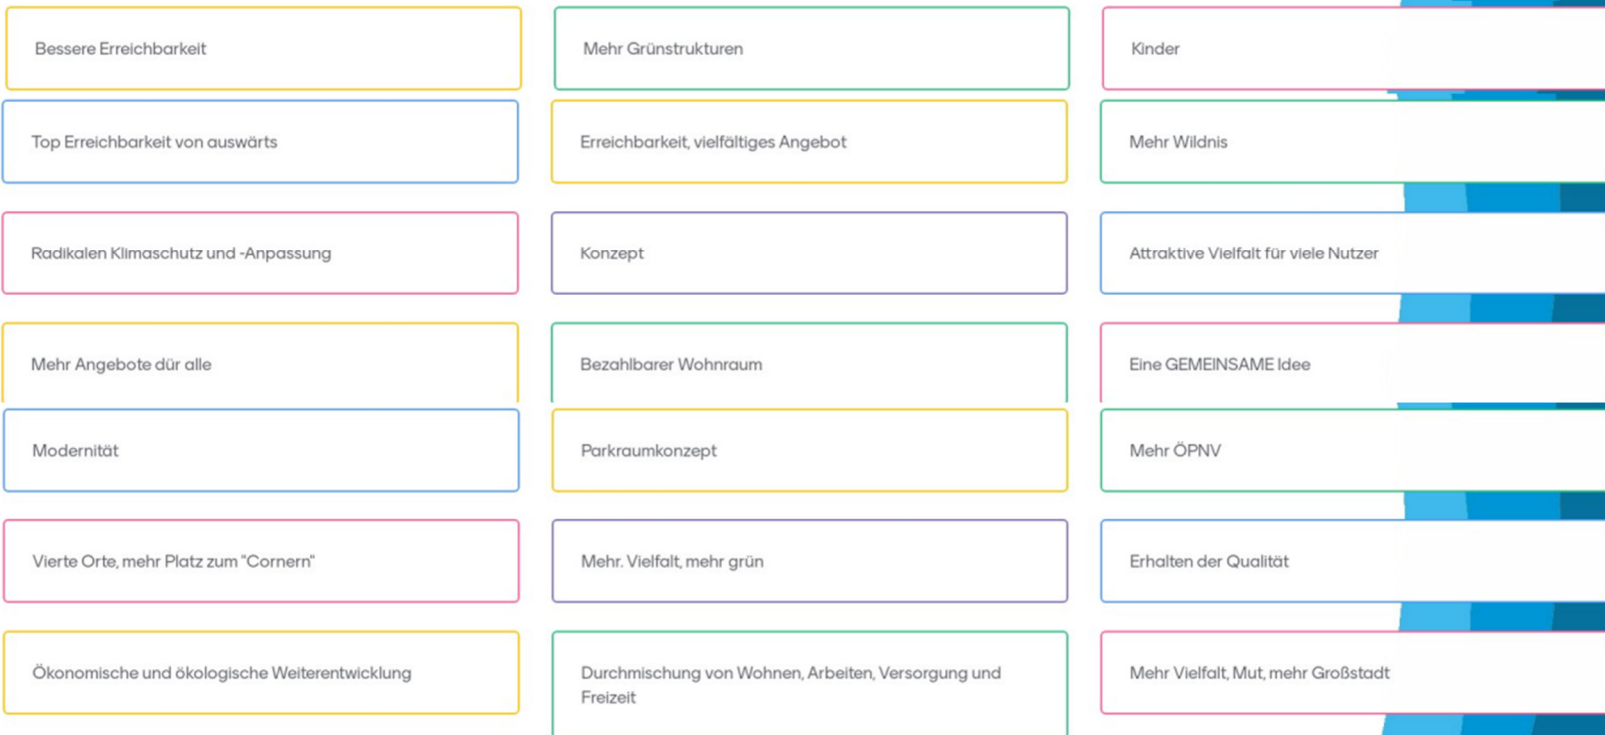 Bessere Erreichbarkeit
Mehr Grünstrukturen
Kinder
Top Erreichbarkeit von auswärts
Erreichbarkeit, vielfältiges Angebot
Mehr Wildnis
Radikalen Klimaschutz und -Anpassung
Konzept
Attraktive Vielfalt für viele Nutzer
Mehr Angebote dür alle
Bezahlbarer Wohnraum
Eine GEMEINSAME Idee
Modernität
Parkraumkonzept
Mehr ÖPNV
Vierte Orte, mehr Platz zum "Cornern"
Mehr. Vielfalt, mehr grün
Erhalten der Qualität
Ökonomische und ökologische Weiterentwicklung
Durchmischung von Wohnen, Arbeiten, Versorgung und
Freizeit
Mehr Vielfalt, Mut, mehr Großstadt